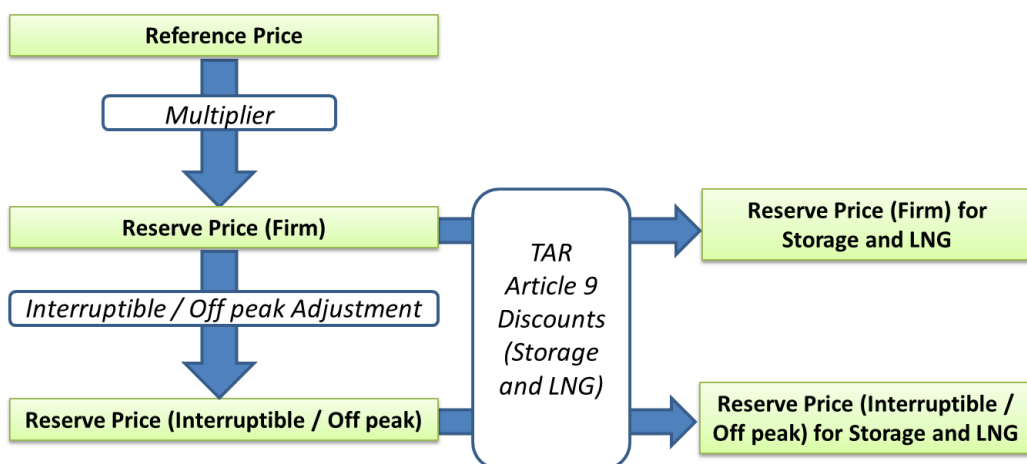 Reference Price
Multiplier
Reserve Price (Firm)
Interruptible / Off peak Adjustment
Reserve Price (Interruptible / Off peak)
TAR
Article 9
Discounts
(Storage
and LNG)
Reserve Price (Firm) for
Storage and LNG
Reserve Price (Interruptible /
Off peak) for Storage and LNG